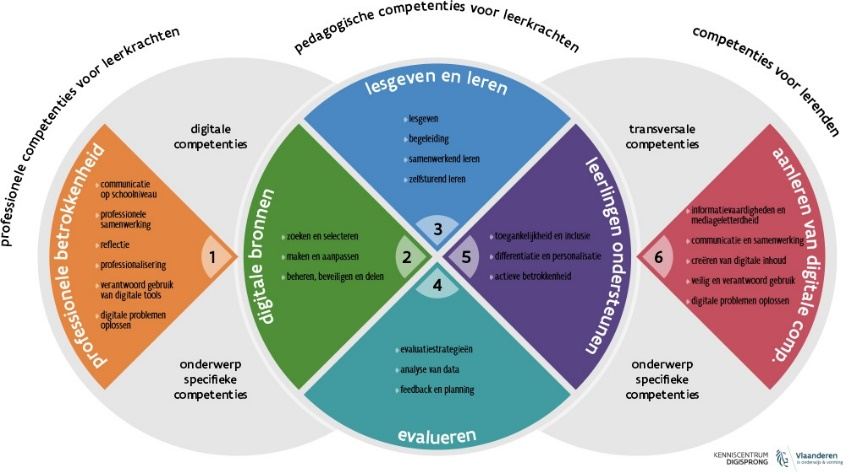 professionele competenties voor leerkrachten
pedagogische competenties voor leerkrachten
competenties voor lerenden
digitale
competenties
onderwerp
specifieke
competenties
professionele betrokkenheid
communicatie
op schoolniveau
professionele
samenwerking
reflectie
professionalisering
verantwoord gebruik
van digitale tools
digitale problemen
oplossen
1
digitale bronnen
zoeken en selecteren
maken en aanpassen
beheren, beveiligen en delen
2
lesgeven en leren
lesgeven
begeleiding
samenwerkend leren
zelfsturend leren
3
evaluatiestrategieën
analyse van data
feedback en planning
4
evalueren
leerlingen ondersteunen
toegankelijkheid en inclusie
differentiatie en personalisatie
actieve betrokkenheid
5
transversale
competenties
onderwerp
specifieke
competenties
aanleren van digitale comp.
informatievaardigheden en
mediageletterdheid
communicatie en samenwerking
creëren van digitale inhoud
veilig en verantwoord gebruik
digitale problemen oplossen
6
KENNISCENTRUM
DIGISPRONG
Vlaanderen
is onderwijs & vorming